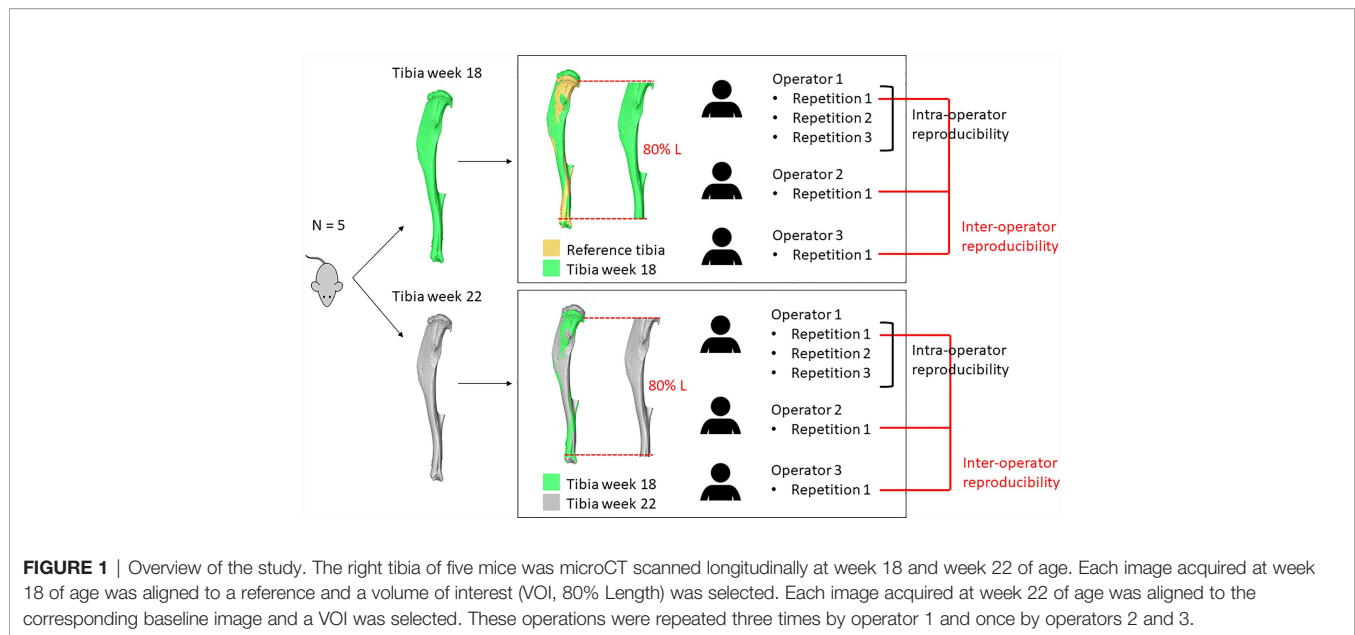 N = 5
Tibia week 18
80% L
Reference tibia
Tibia week 18
Operator 1
• Repetition 1
• Repetition 2
• Repetition 3
Operator 2
• Repetition 1
Operator 3
• Repetition 1
Intra-operator
reproducibility
Inter-operator
reproducibility
Tibia week 22
80% L
Tibia week 18
Tibia week 22
Operator 1
• Repetition 1
• Repetition 2
• Repetition 3
Operator 2
• Repetition 1
Operator 3
• Repetition 1
Intra-operator
reproducibility
Inter-operator
reproducibility
FIGURE 1 | Overview of the study. The right tibia of five mice was microCT scanned longitudinally at week 18 and week 22 of age. Each image acquired at week
18 of age was aligned to a reference and a volume of interest (VOI, 80% Length) was selected. Each image acquired at week 22 of age was aligned to the
corresponding baseline image and a VOI was selected. These operations were repeated three times by operator 1 and once by operators 2 and 3.